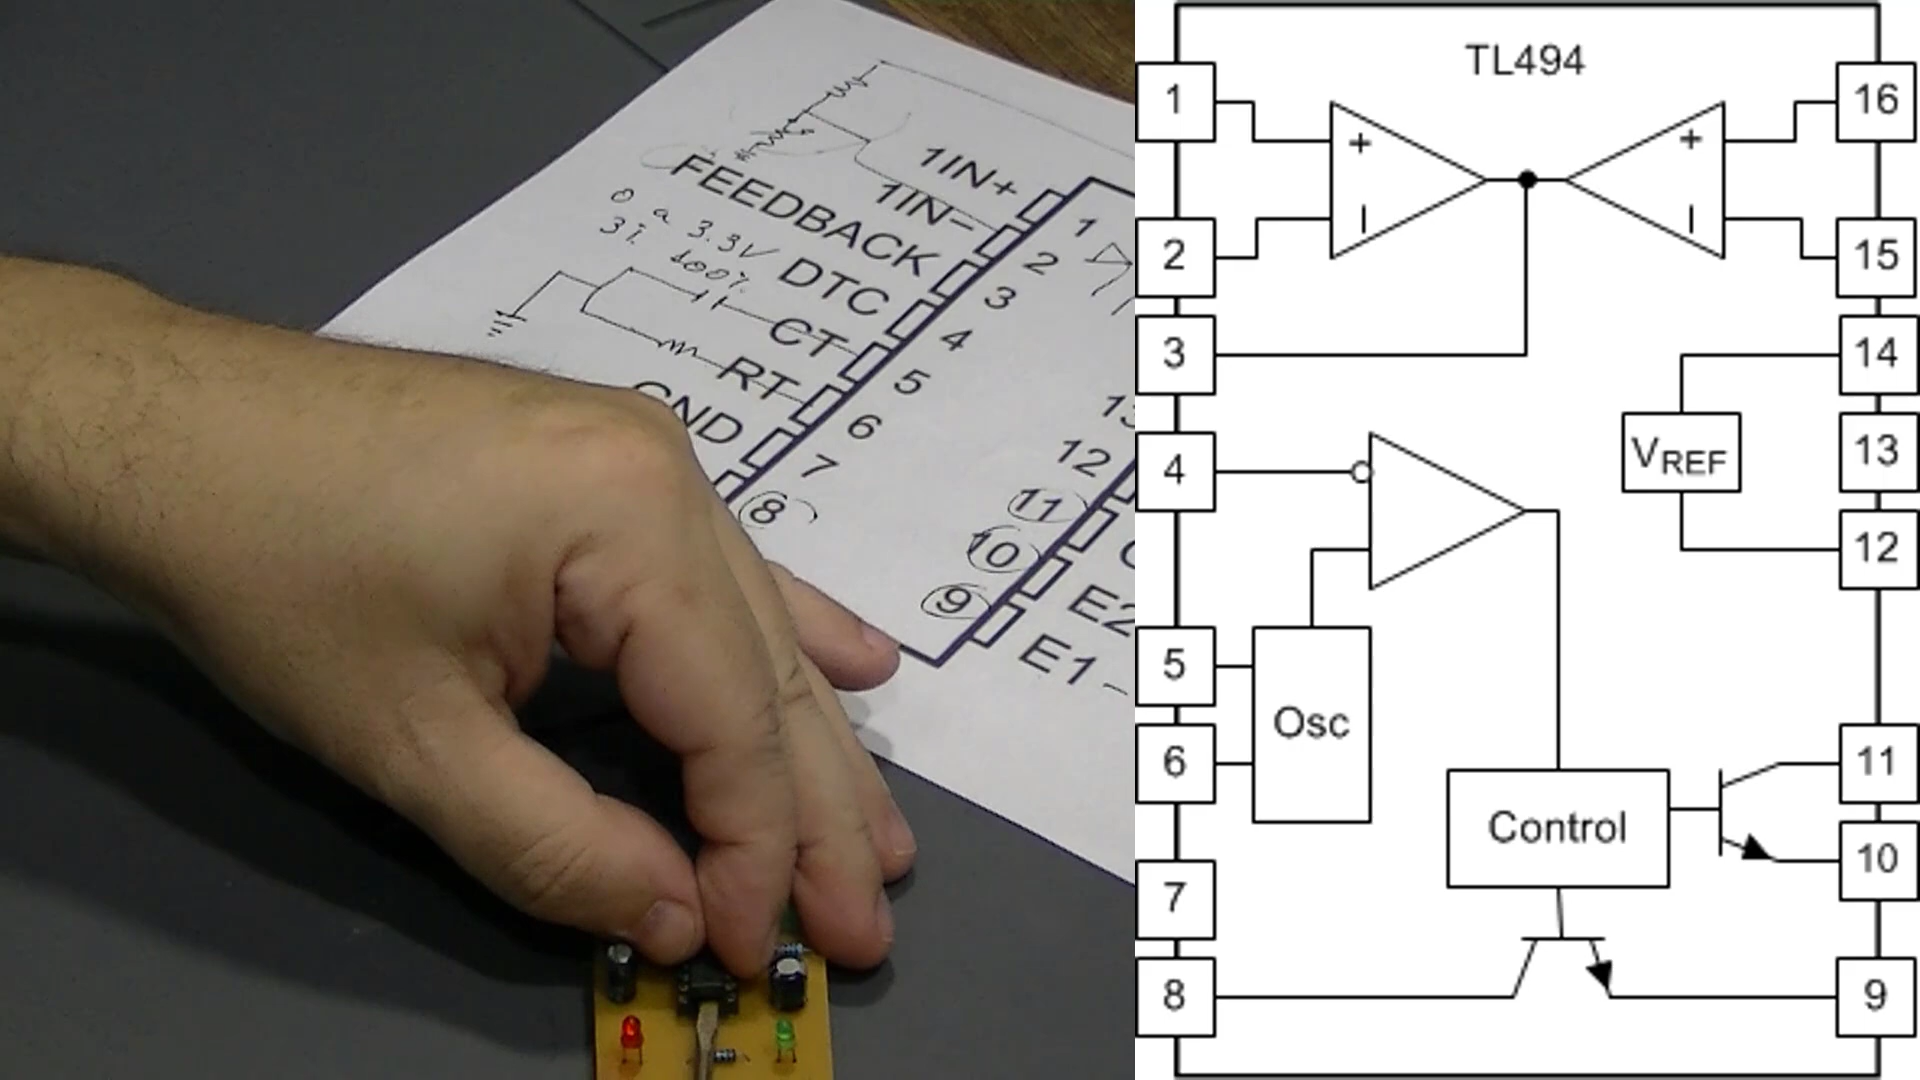 1IN+
1IN−
FEEDBACK
0 a 3.3V
3% 100%
DTC
CT
RT
GND
1
2
3
4
5
6
7
8
13
12
11
10
9
E2
E1
TL494
1
2
3
4
5
6
7
8
+
−
+
−
VREF
Osc
Control
16
15
14
13
12
11
10
9